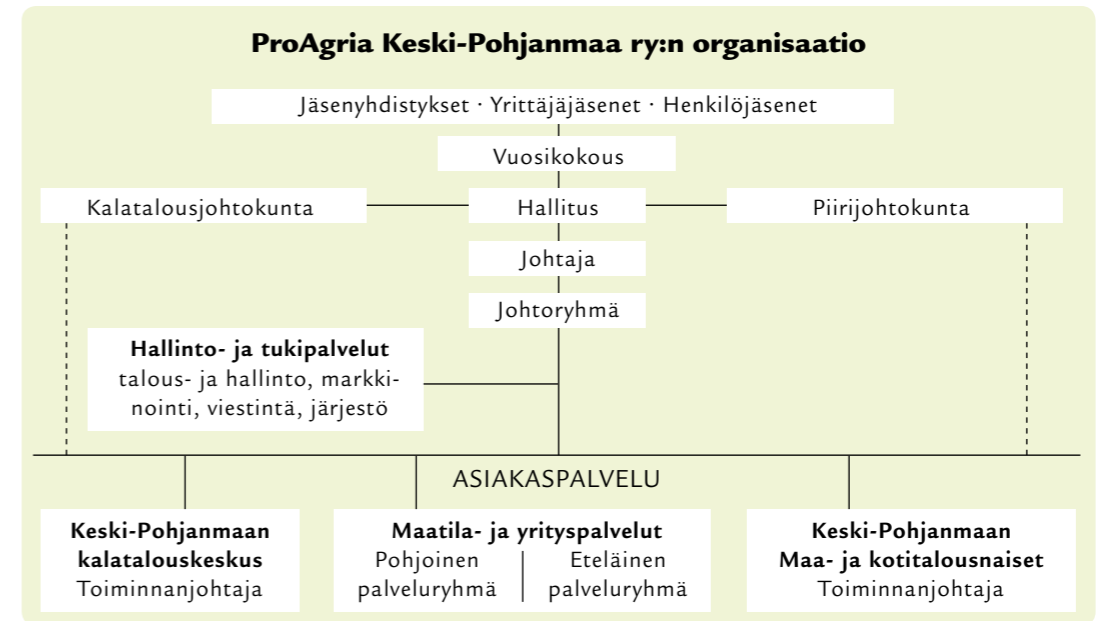 ProAgria Keski-Pohjanmaa ry:n organisaatio
Jäsenyhdistykset · Yrittäjäjäsenet · Henkilöjäsenet
Vuosikokous
Kalatalousjohtokunta
Hallitus
Piirijohtokunta
Johtaja
Johtoryhmä
Hallinto- ja tukipalvelut
talous- ja hallinto, markki-
nointi, viestintä, järjestö
ASIAKASPALVELU
Keski-Pohjanmaan
kalatalouskeskus
Toiminnanjohtaja
Maatila- ja yrityspalvelut
Pohjoinen
palveluryhmä
Eteläinen
palveluryhmä
Keski-Pohjanmaan
Maa- ja kotitalousnaiset
Toiminnanjohtaja